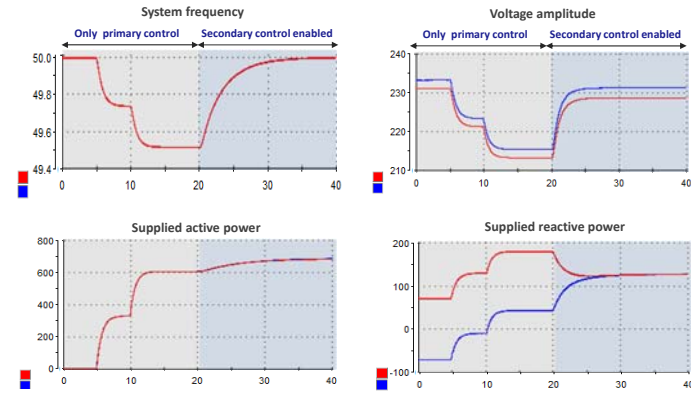 System frequency
Only primary control Secondary control enabled
50.0
49.8
49.6
49.4
0 10 20 30 40
Voltage amplitude
Only primary control Secondary control enabled
240
230
220
210
0 10 20 30 40
Supplied active power
800
600
400
200
0
0 10 20 30 40
Supplied reactive power
200
100
0
-100
0 10 20 30 40